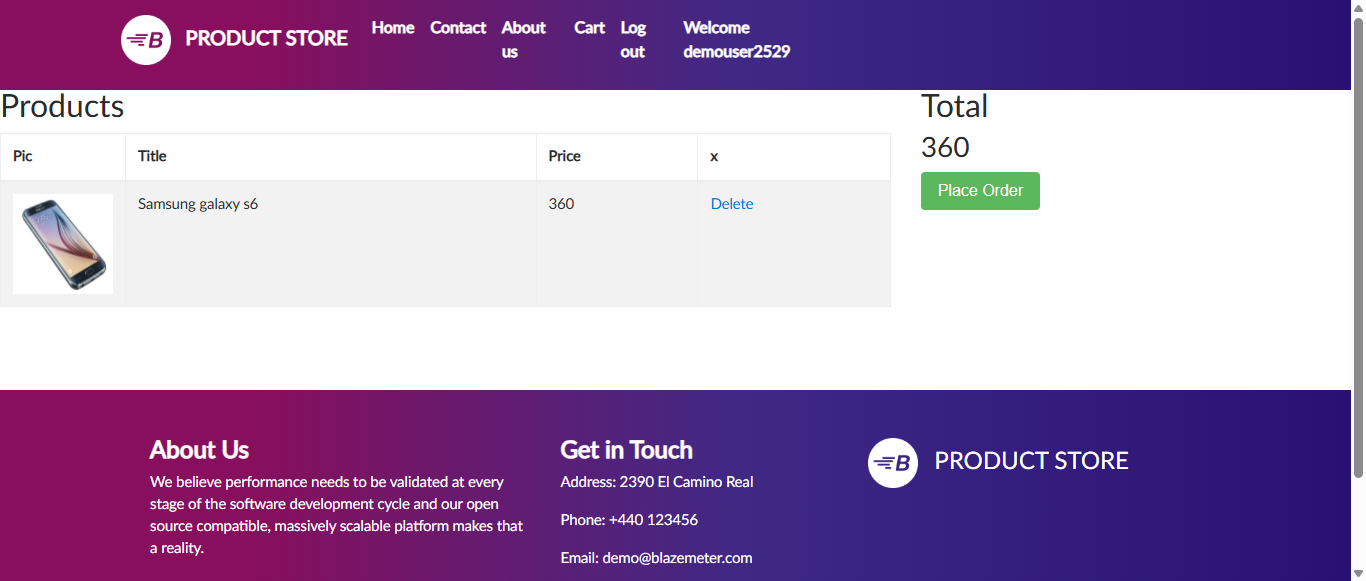 B PRODUCT STORE
Home Contact About us Cart Log out Welcome demouser2529
Products
Pic Title Price x
Samsung galaxy s6 360 Delete
Total
360
Place Order
About Us
We believe performance needs to be validated at every
stage of the software development cycle and our open
source compatible, massively scalable platform makes that
a reality.
Get in Touch
Address: 2390 El Camino Real
Phone: +440 123456
Email: demo@blazemeter.com
B PRODUCT STORE